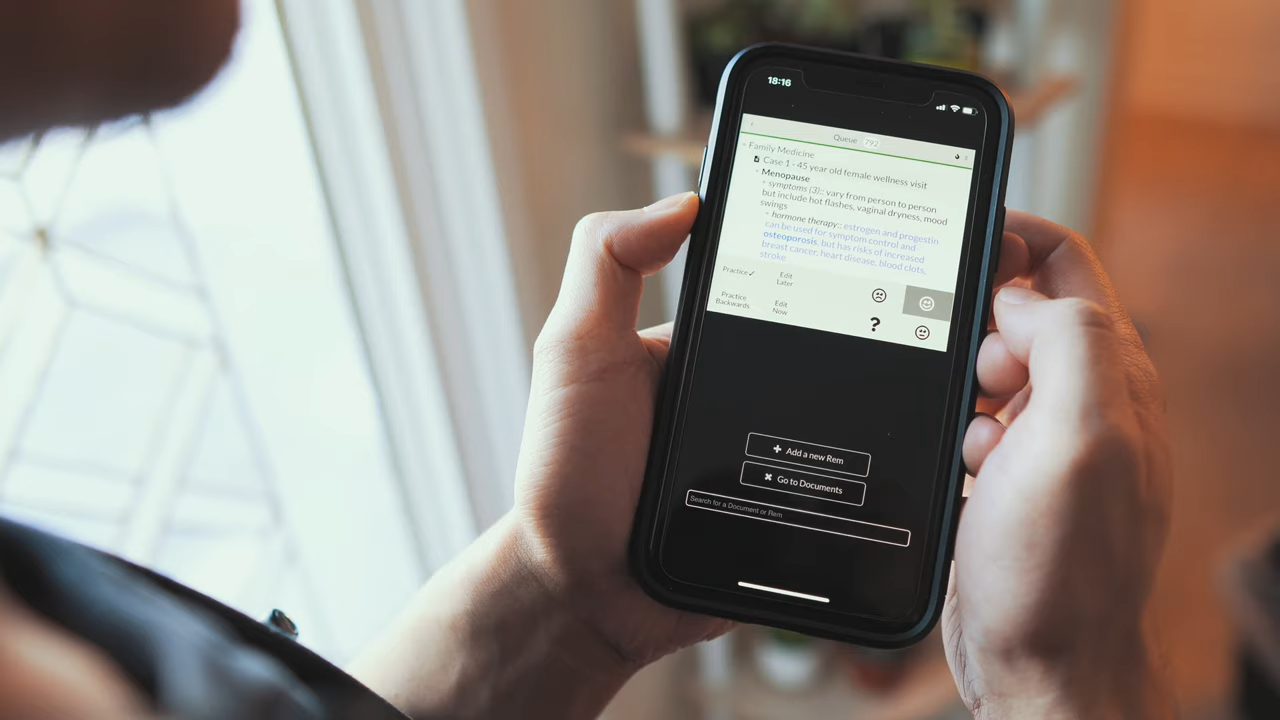 18:16
Queue 292
Family Medicine
Case 1 - 45 year old female wellness visit
Menopause
symptoms (3):: vary from person to person
but include hot flashes, vaginal dryness, mood
swings
hormone therapy:: estrogen and progestin
can be used for symptom control and
osteoporosis, but has risks of increased
breast cancer, heart disease, blood clots,
stroke
Practice✓ Edit Later
Practice Backwards Edit Now
?
+ Add a new Rem
Go to Documents
Search for a Document or Rem